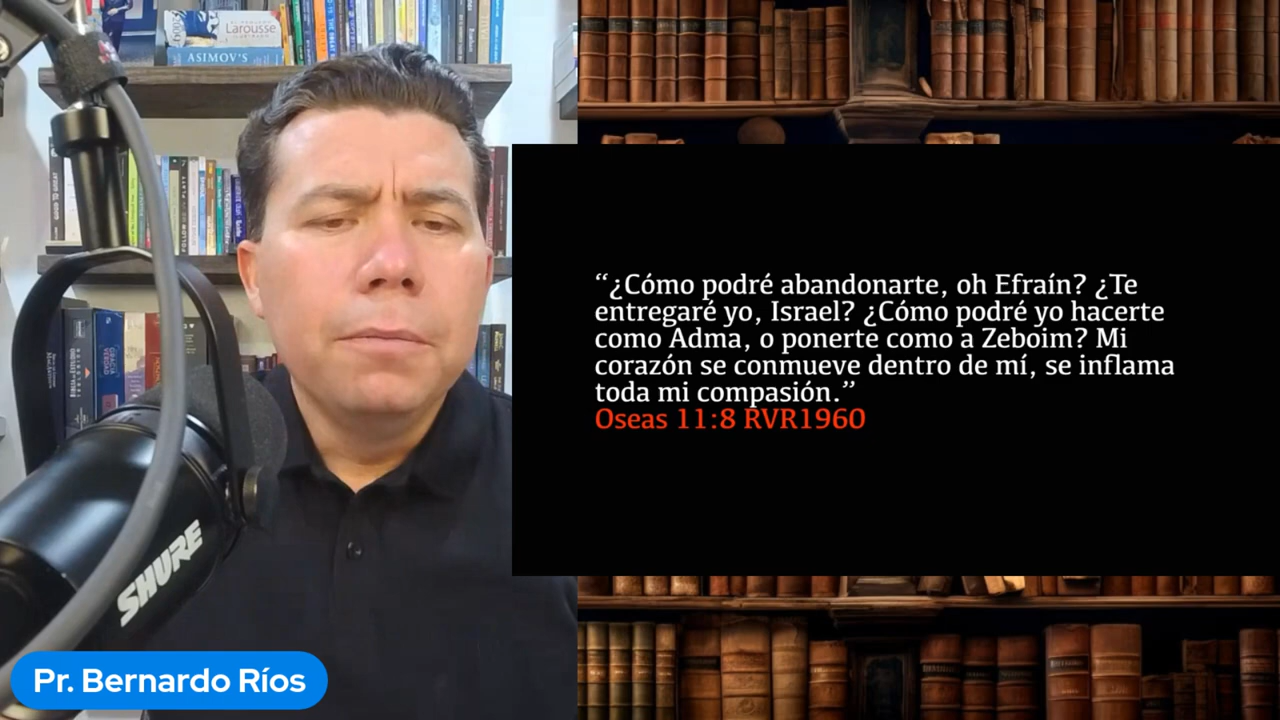 Larousse
ASIMOV'S
SHURE
Pr. Bernardo Ríos
“¿Cómo podré abandonarte, oh Efraín? ¿Te
entregaré yo, Israel? ¿Cómo podré yo hacerte
como Adma, o ponerte como a Zeboim? Mi
corazón se conmueve dentro de mí, se inflama
toda mi compasión.”
Oseas 11:8 RVR1960